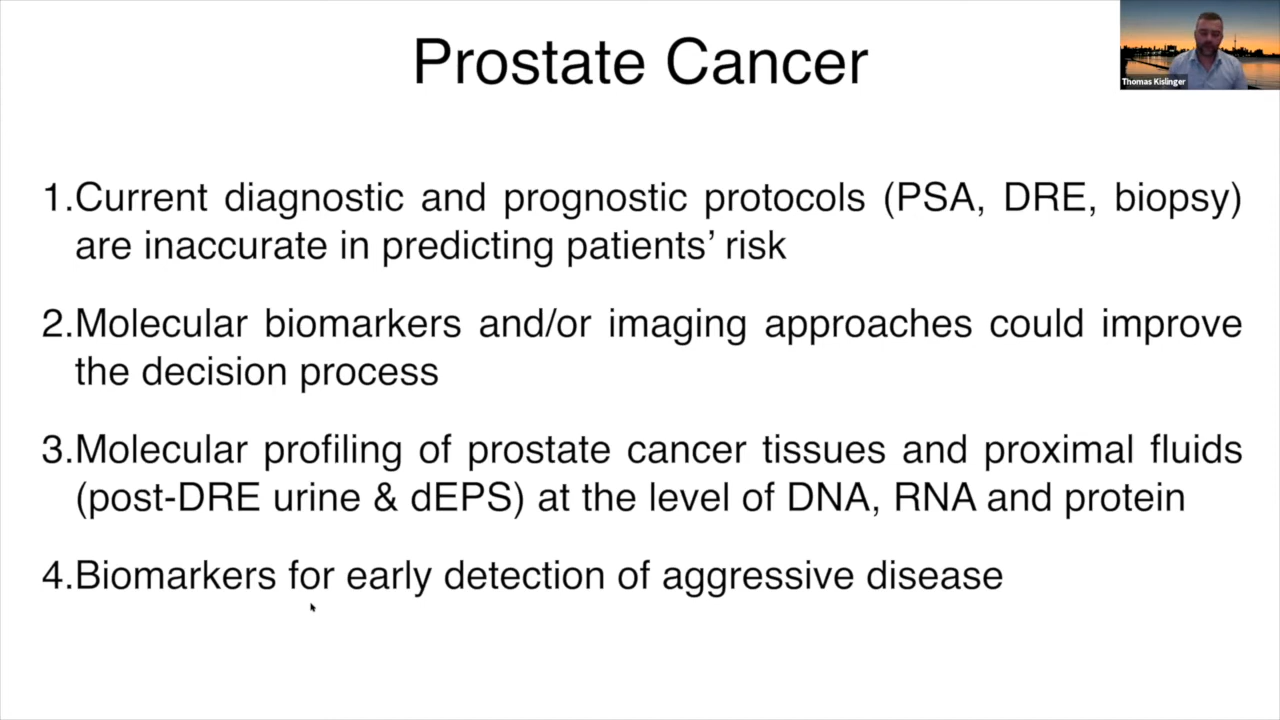 Prostate Cancer
Thomas Kislinger
1.Current diagnostic and prognostic protocols (PSA, DRE, biopsy)
are inaccurate in predicting patients’ risk
2.Molecular biomarkers and/or imaging approaches could improve
the decision process
3.Molecular profiling of prostate cancer tissues and proximal fluids
(post-DRE urine & dEPS) at the level of DNA, RNA and protein
4.Biomarkers for early detection of aggressive disease